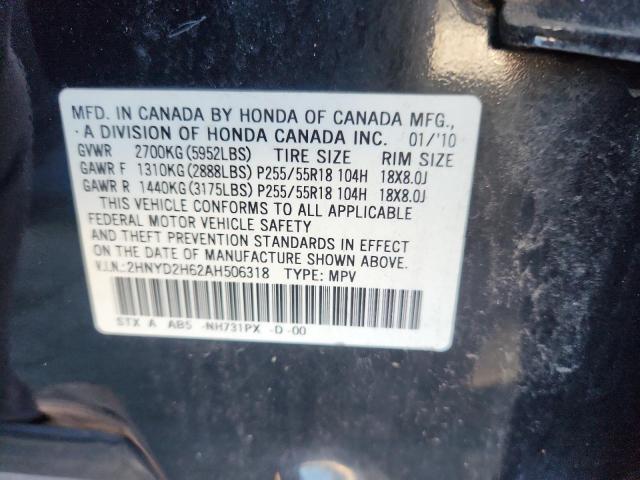 MFD. IN CANADA BY HONDA OF CANADA MFG.,
A DIVISION OF HONDA CANADA INC. 01/'10
GVWR 2700KG(5952LBS) TIRE SIZE RIM SIZE
GAWR F 1310KG(2888LBS) P255/55R18 104H 18X8.0J
GAWR R 1440KG(3175LBS) P255/55R18 104H 18X8.0J
THIS VEHICLE CONFORMS TO ALL APPLICABLE
FEDERAL MOTOR VEHICLE SAFETY
AND THEFT PREVENTION STANDARDS IN EFFECT
ON THE DATE OF MANUFACTURE SHOWN ABOVE.
V.I.N.:2HNYD2H62AH506318 TYPE: MPV
STX A AB5 -NH731PX -D-00